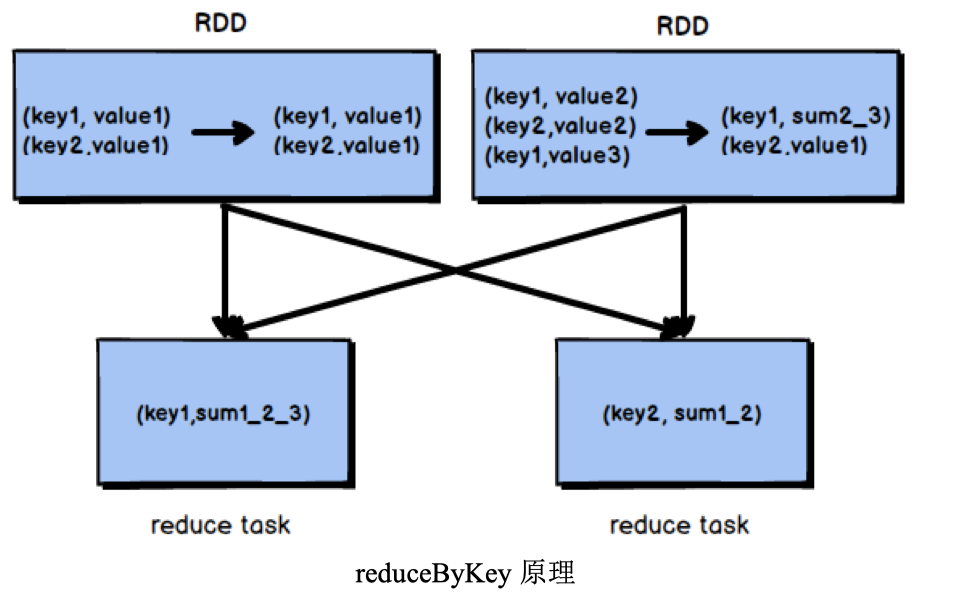 RDD
RDD
(key1, value1)
(key2,value1)
(key1, value1)
(key2,value1)
(key1, value2)
(key2,value2)
(key1,value3)
(key1, sum2_3)
(key2,value1)
(key1,sum1_2_3)
(key2, sum1_2)
reduce task
reduce task
reduceByKey 原理